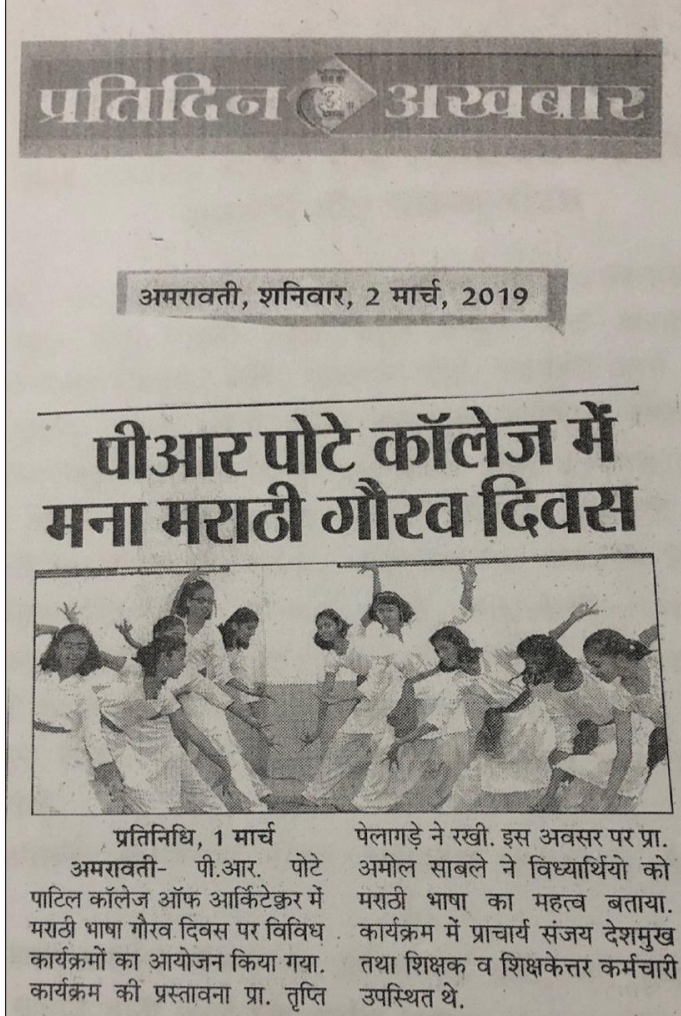 प्रतिदिन अखबार
अमरावती, शनिवार, 2 मार्च, 2019
पीआर पोटे कॉलेज में
मना मराठी गौरव दिवस
प्रतिनिधि, 1 मार्च
अमरावती- पी.आर. पोटे
पाटिल कॉलेज ऑफ आर्किटेक्चर में
मराठी भाषा गौरव दिवस पर विविध
कार्यक्रमों का आयोजन किया गया.
कार्यक्रम की प्रस्तावना प्रा. तृप्ति
पेलागडे़ ने रखी. इस अवसर पर प्रा.
अमोल साबले ने विध्यार्थियो को
मराठी भाषा का महत्व बताया.
कार्यक्रम में प्राचार्य संजय देशमुख
तथा शिक्षक व शिक्षकेत्तर कर्मचारी
उपस्थित थे.